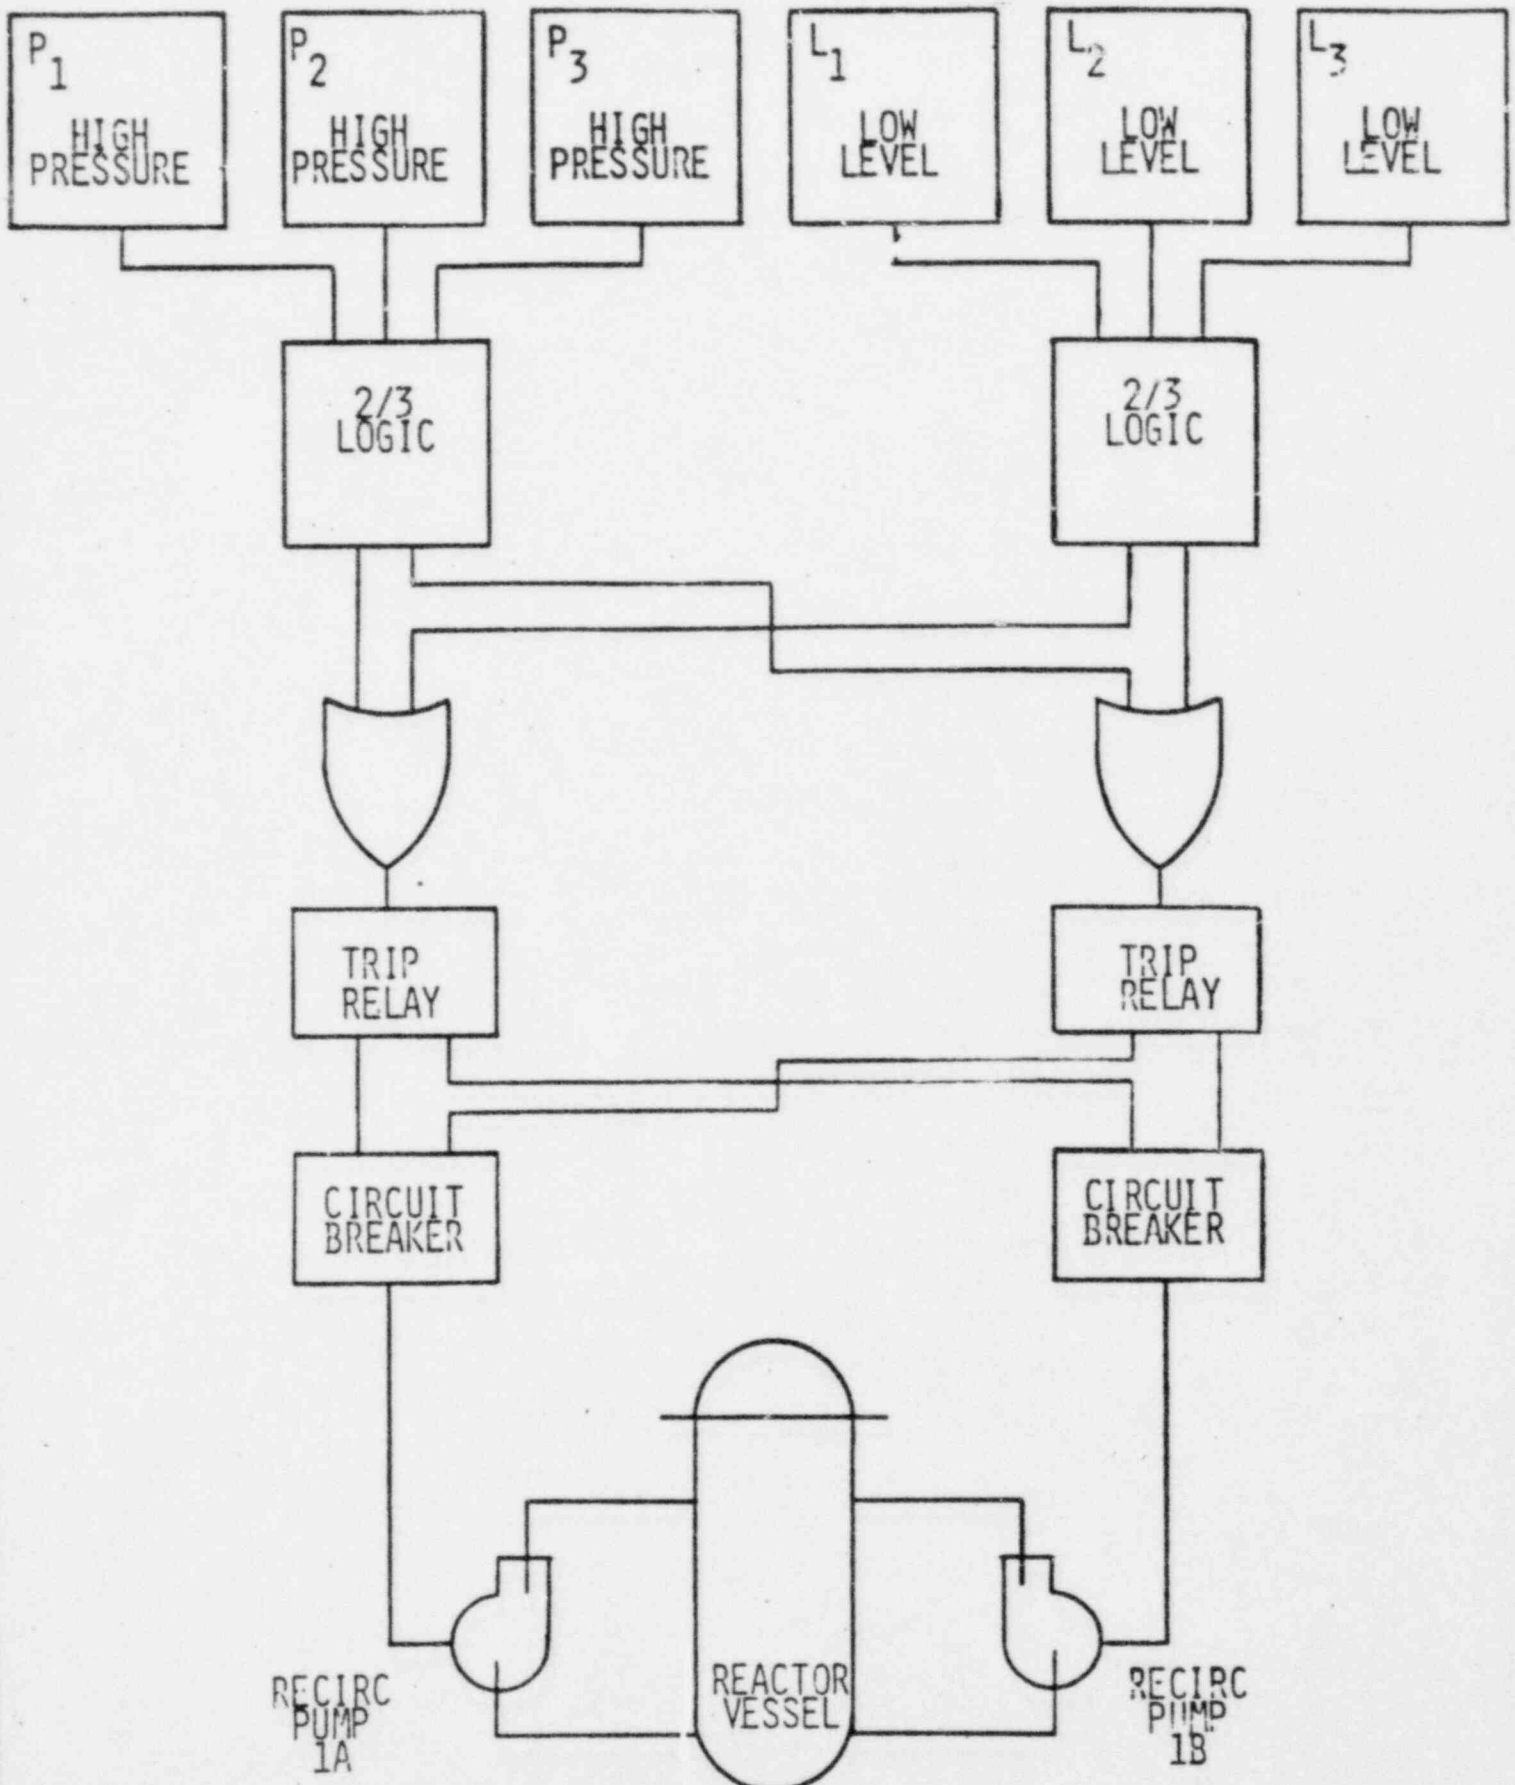 P1
HIGH
PRESSURE
P2
HIGH
PRESSURE
P3
HIGH
PRESSURE
L1
LOW
LEVEL
L2
LOW
LEVEL
L3
LOW
LEVEL
2/3
LOGIC
2/3
LOGIC
TRIP
RELAY
TRIP
RELAY
CIRCUIT
BREAKER
CIRCUIT
BREAKER
RECIRC
PUMP
1A
REACTOR
VESSEL
RECIRC
PUMP
1B